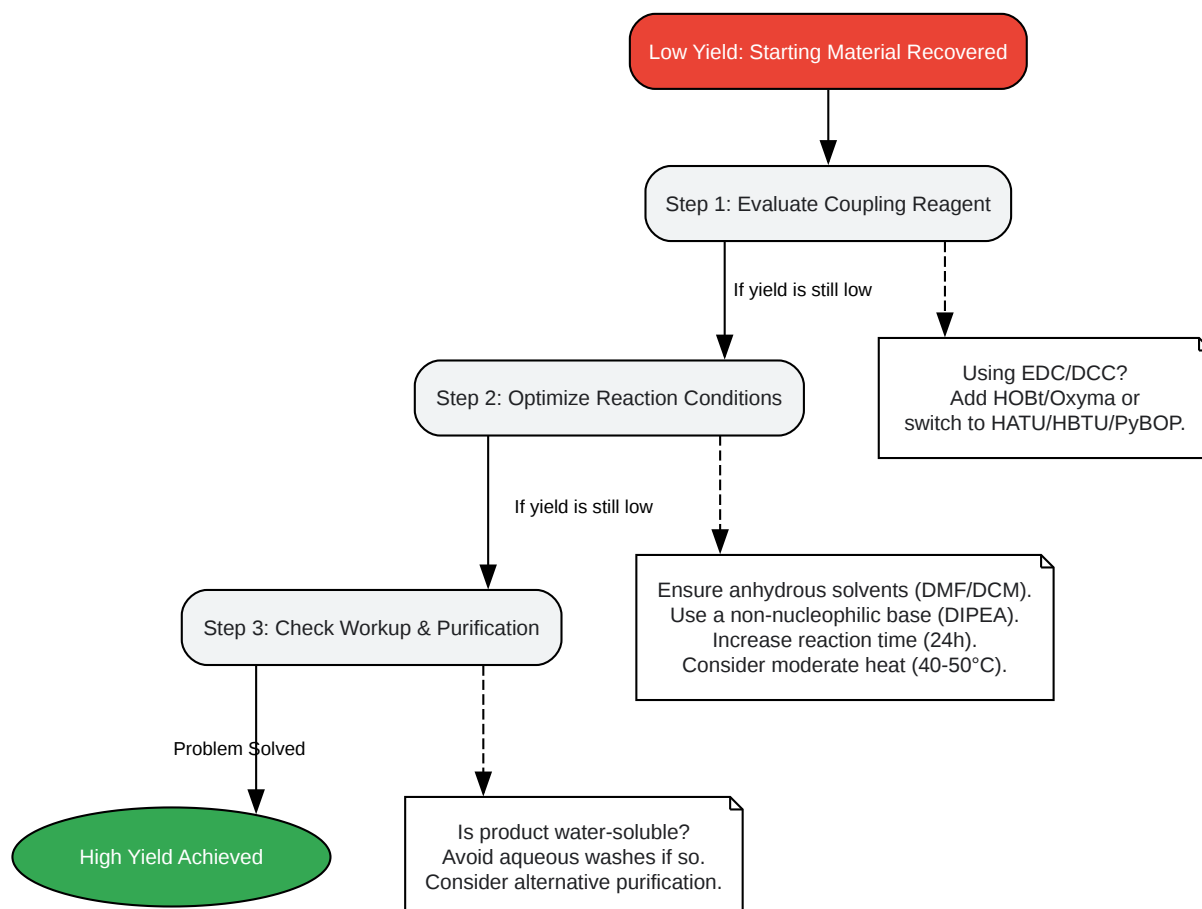 Low Yield: Starting Material Recovered
Step 1: Evaluate Coupling Reagent
If yield is still low
Using EDC/DCC?
Add HOBt/Oxyma or
switch to HATU/HBTU/PyBOP.
Step 2: Optimize Reaction Conditions
If yield is still low
Ensure anhydrous solvents (DMF/DCM).
Use a non-nucleophilic base (DIPEA).
Increase reaction time (24h).
Consider moderate heat (40-50°C).
Step 3: Check Workup & Purification
Problem Solved
Is product water-soluble?
Avoid aqueous washes if so.
Consider alternative purification.
High Yield Achieved